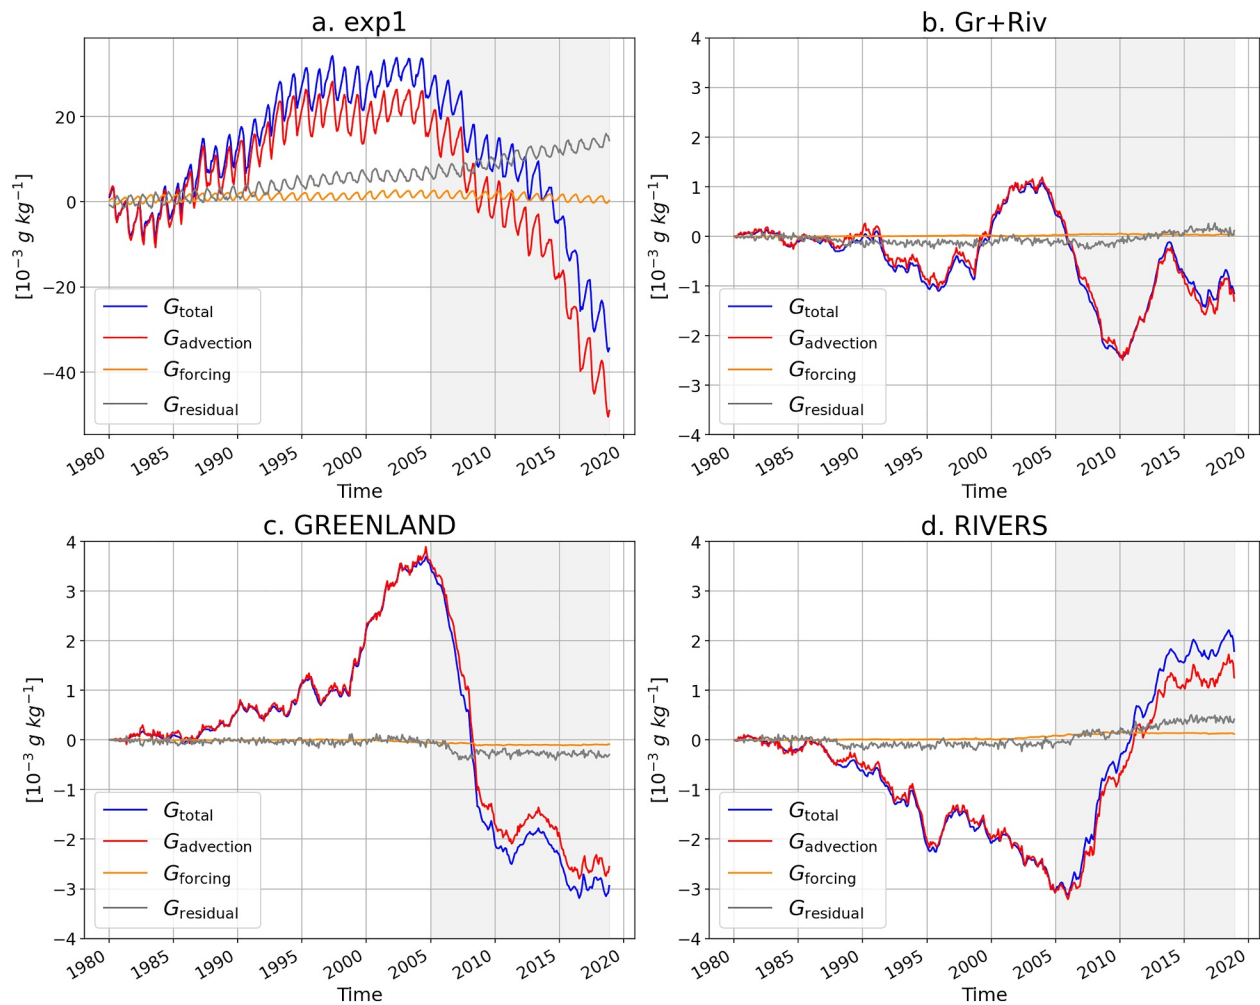 a. exp1
[10⁻³ g kg⁻¹]
20
0
−20
−40
G_total
G_advection
G_forcing
G_residual
1980 1985 1990 1995 2000 2005 2010 2015 2020
Time
b. Gr+Riv
[10⁻³ g kg⁻¹]
4
3
2
1
0
−1
−2
−3
−4
G_total
G_advection
G_forcing
G_residual
1980 1985 1990 1995 2000 2005 2010 2015 2020
Time
c. GREENLAND
[10⁻³ g kg⁻¹]
4
3
2
1
0
−1
−2
−3
−4
G_total
G_advection
G_forcing
G_residual
1980 1985 1990 1995 2000 2005 2010 2015 2020
Time
d. RIVERS
[10⁻³ g kg⁻¹]
4
3
2
1
0
−1
−2
−3
−4
G_total
G_advection
G_forcing
G_residual
1980 1985 1990 1995 2000 2005 2010 2015 2020
Time